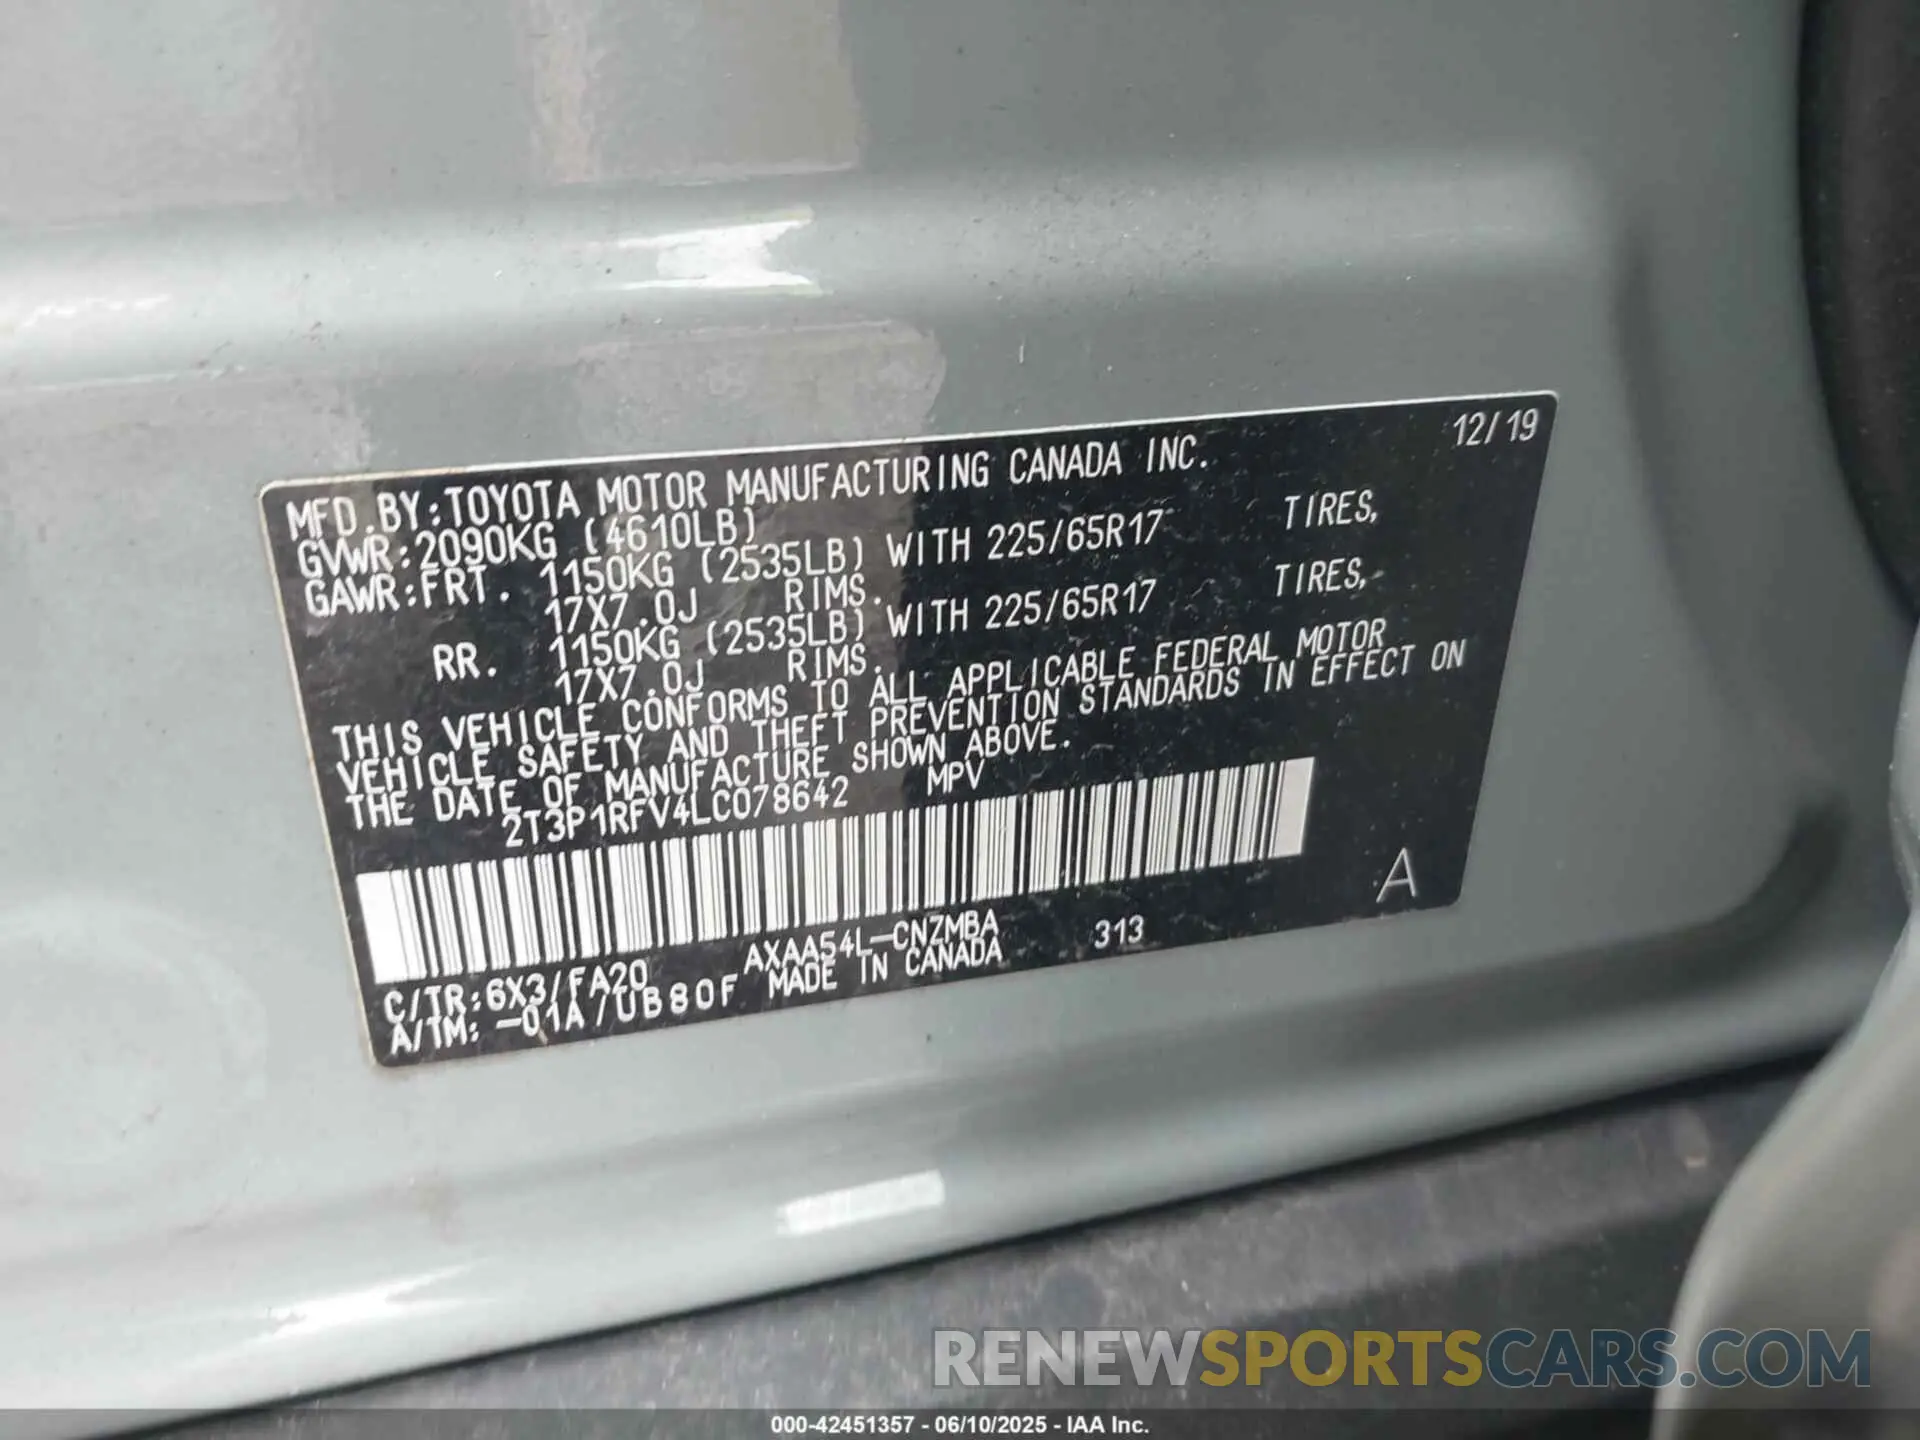 12/19
MFD.BY:TOYOTA MOTOR MANUFACTURING CANADA INC.
GVWR:2090KG (4610LB)
GAWR:FRT. 1150KG (2535LB) WITH 225/65R17 TIRES,
17X7.0J RIMS.
RR. 1150KG (2535LB) WITH 225/65R17 TIRES,
17X7.0J RIMS.
THIS VEHICLE CONFORMS TO ALL APPLICABLE FEDERAL MOTOR
VEHICLE SAFETY AND THEFT PREVENTION STANDARDS IN EFFECT ON
THE DATE OF MANUFACTURE SHOWN ABOVE.
2T3P1RFV4LC078642 MPV
A
C/TR:6X3/FA20 AXAA54L-CNZMBA 313
A/TM:-01A/UB80F MADE IN CANADA
RENEWSPORTSCARS.COM
000-42451357 - 06/10/2025 - IAA Inc.